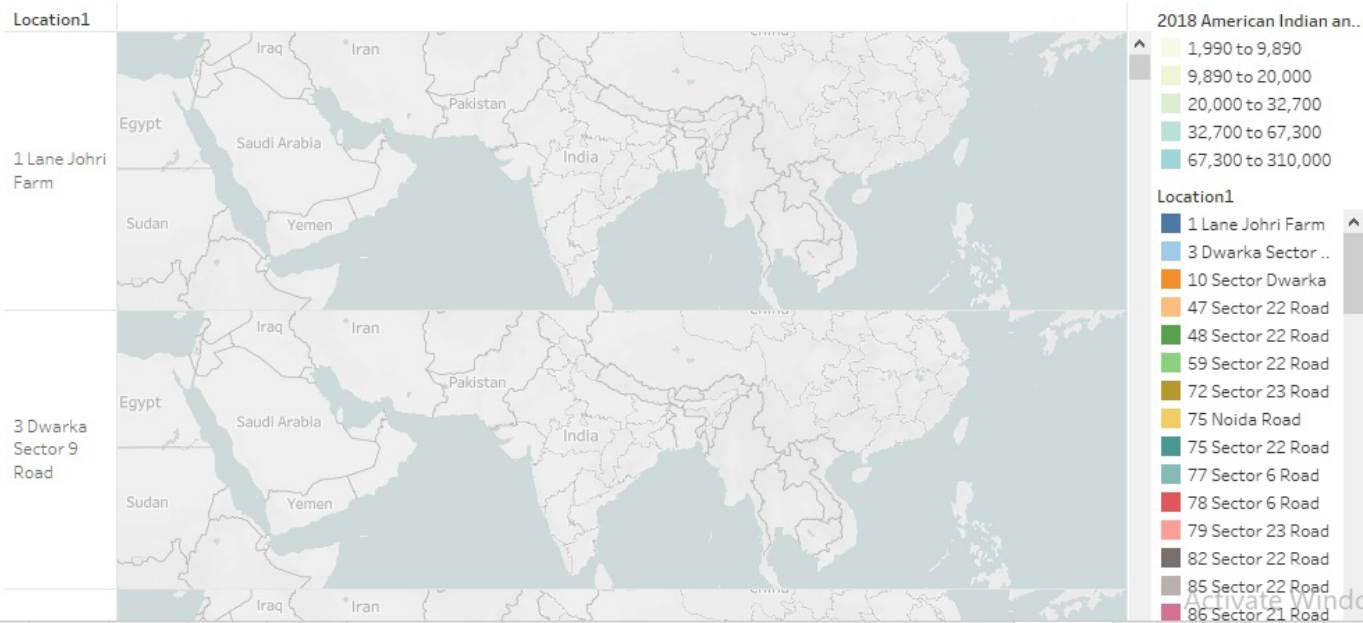 Location1
China
Iraq
Iran
Pakistan
Egypt
Saudi Arabia
India
Sudan
Yemen
1 Lane Johri
Farm
China
Iraq
Iran
Pakistan
Egypt
Saudi Arabia
India
Sudan
Yemen
3 Dwarka
Sector 9
Road
China
Iraq
Iran
2018 American Indian an..
1,990 to 9,890
9,890 to 20,000
20,000 to 32,700
32,700 to 67,300
67,300 to 310,000
Location1
1 Lane Johri Farm
3 Dwarka Sector ..
10 Sector Dwarka
47 Sector 22 Road
48 Sector 22 Road
59 Sector 22 Road
72 Sector 23 Road
75 Noida Road
75 Sector 22 Road
77 Sector 6 Road
78 Sector 6 Road
79 Sector 23 Road
82 Sector 22 Road
85 Sector 22 Road
86 Sector 21 Road
Activate Windo